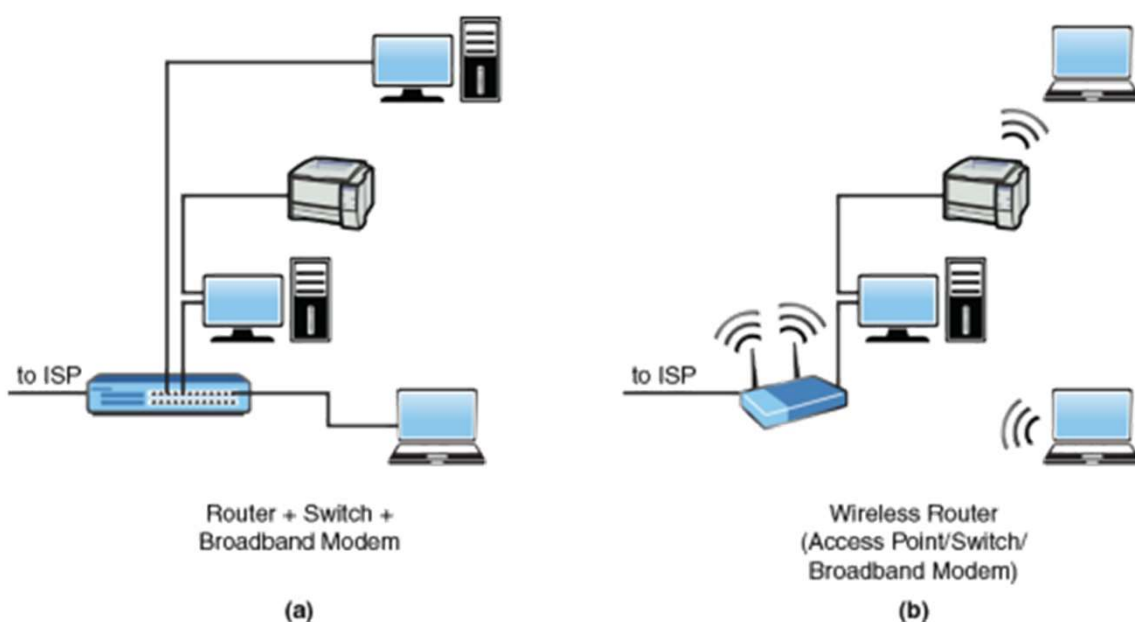 to ISP
Router + Switch +
Broadband Modem
(a)
to ISP
Wireless Router
(Access Point/Switch/
Broadband Modem)
(b)